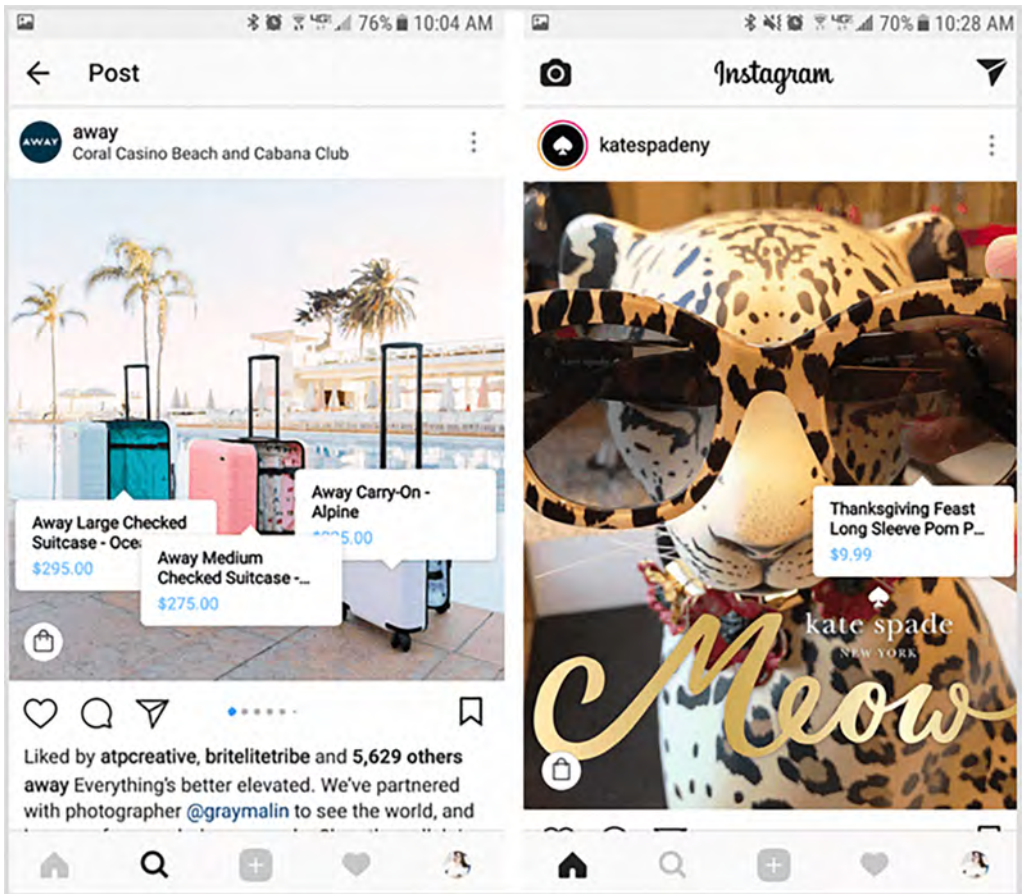 76% 10:04 AM
Post
AWAY
away
Coral Casino Beach and Cabana Club
Away Large Checked
Suitcase -
$295.00
Away Medium
Checked Suitcase -...
$275.00
Away Carry-On -
Alpine
Liked by atpcreative, britelitetribe and 5,629 others
away Everything's better elevated. We've partnered
with photographer @graymalin to see the world, and
70% 10:28 AM
Instagram
katespadeny
Thanksgiving Feast
Long Sleeve Pom P...
$9.99
kate spade
NEW YORK
Meow